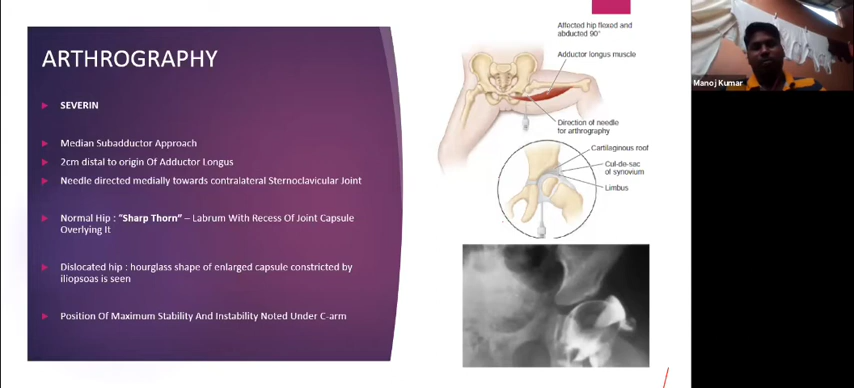 ARTHROGRAPHY
SEVERIN
Median Subadductor Approach
2cm distal to origin Of Adductor Longus
Needle directed medially towards contralateral Sternoclavicular Joint
Normal Hip : “Sharp Thorn” – Labrum With Recess Of Joint Capsule
Overlying It
Dislocated hip : hourglass shape of enlarged capsule constricted by
iliopsoas is seen
Position Of Maximum Stability And Instability Noted Under C-arm
Affected hip flexed and
abducted 90°
Adductor longus muscle
Direction of needle
for arthrography
Cartilaginous roof
Cul-de-sac
of synovium
Limbus
Manoj Kumar